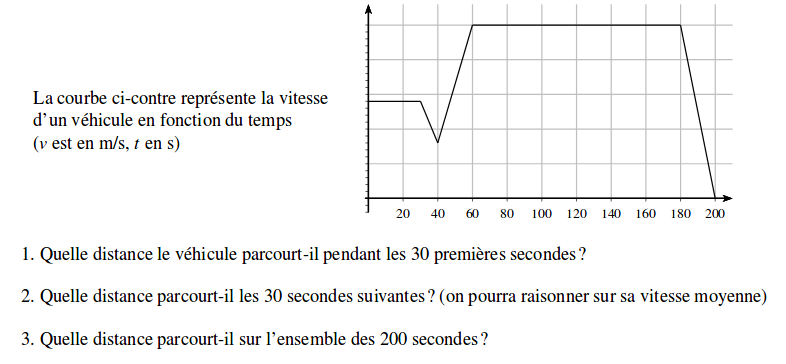 La courbe ci-contre représente la vitesse
d'un véhicule en fonction du temps
(v est en m/s, t en s)
20 40 60 80 100 120 140 160 180 200
1. Quelle distance le véhicule parcourt-il pendant les 30 premières secondes ?
2. Quelle distance parcourt-il les 30 secondes suivantes ? (on pourra raisonner sur sa vitesse moyenne)
3. Quelle distance parcourt-il sur l'ensemble des 200 secondes ?